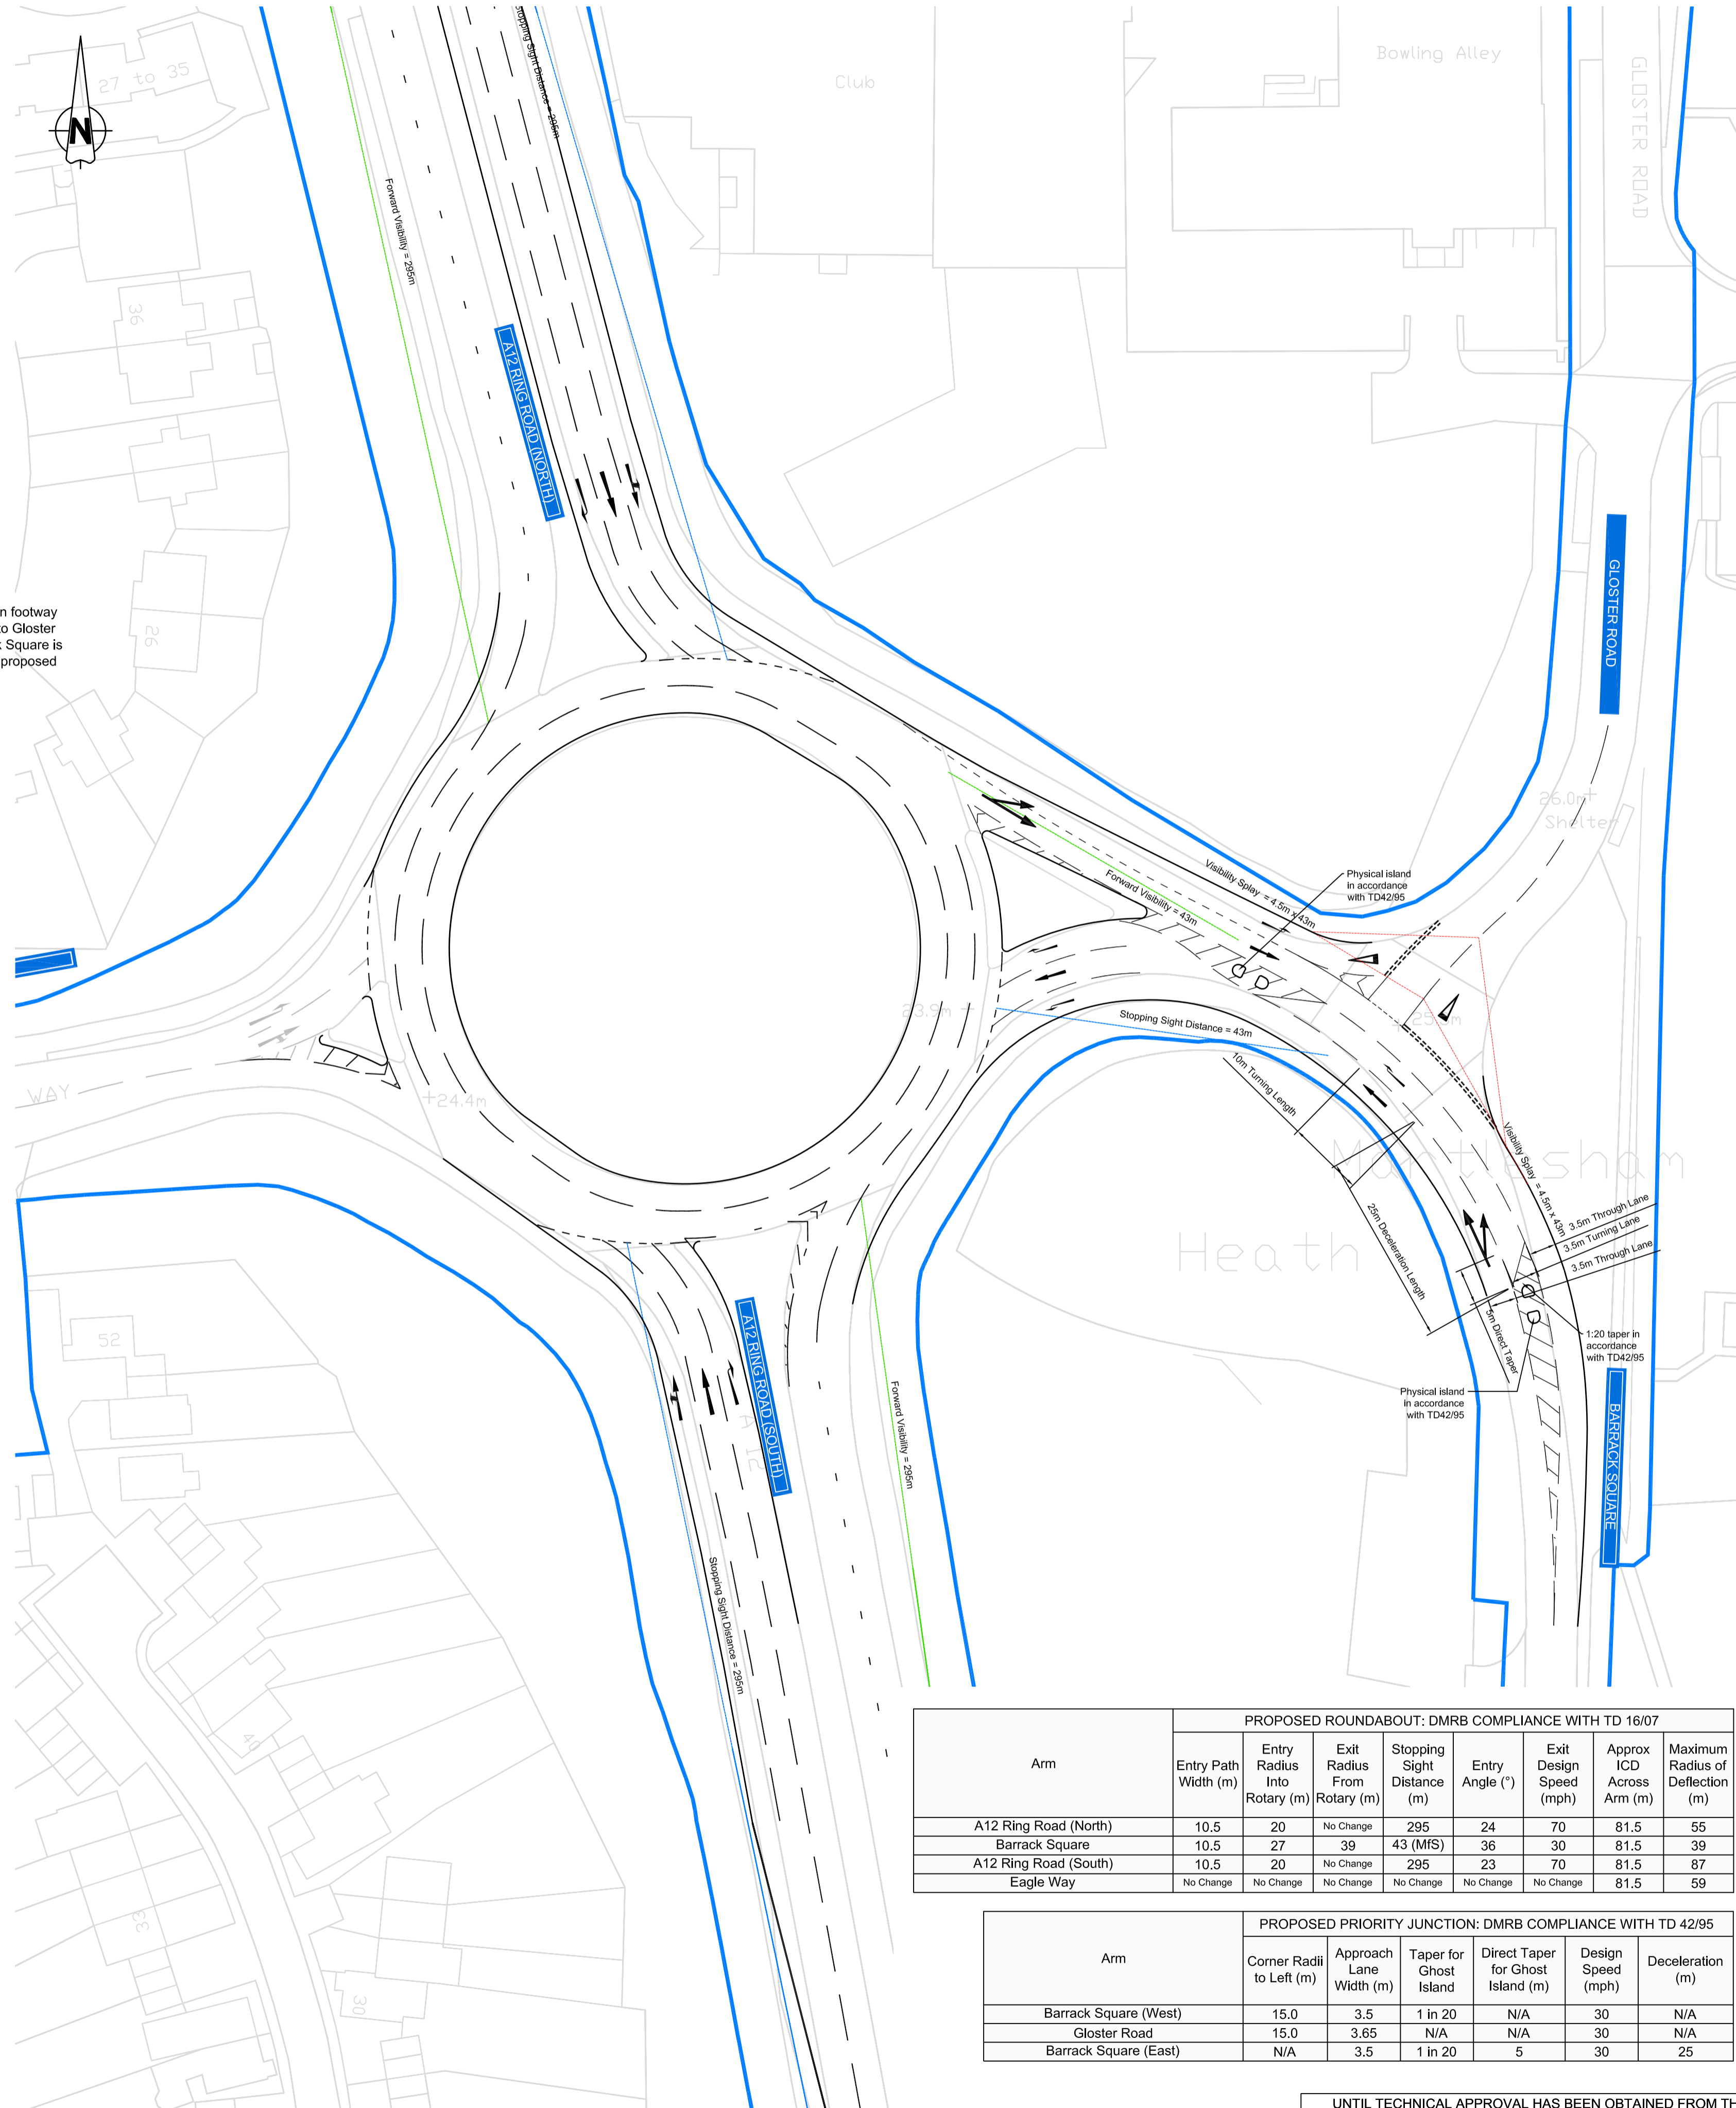 27 to 35
Club
Bowling Alley
GLOSTER ROAD
N
Stopping Sight Distance = 295m
Forward Visibility = 295m
36
A12 RING ROAD (NORTH)
GLOSTER ROAD
n footway
to Gloster
k Square is
proposed
26
26.0m
Shelter
Physical island
in accordance
with TD42/95
Visibility Splay = 4.5m x 43m
Forward Visibility = 43m
23.9m
Stopping Sight Distance = 43m
WAY
24.4m
10m Turning Length
Martlesham
Heath
Visibility Splay = 4.5m x 43m
3.5m Through Lane
3.5m Turning Lane
3.5m Through Lane
25m Deceleration Length
5m Direct Taper
1:20 taper in
accordance
with TD42/95
Physical island
in accordance
with TD42/95
BARRACK SQUARE
52
A12 RING ROAD (SOUTH)
A 12
Forward Visibility = 295m
Stopping Sight Distance = 295m
40
33
30
PROPOSED ROUNDABOUT: DMRB COMPLIANCE WITH TD 16/07
Arm Entry Path Width (m) Entry Radius Into Rotary (m) Exit Radius From Rotary (m) Stopping Sight Distance (m) Entry Angle (°) Exit Design Speed (mph) Approx ICD Across Arm (m) Maximum Radius of Deflection (m)
A12 Ring Road (North) 10.5 20 No Change 295 24 70 81.5 55
Barrack Square 10.5 27 39 43 (MfS) 36 30 81.5 39
A12 Ring Road (South) 10.5 20 No Change 295 23 70 81.5 87
Eagle Way No Change No Change No Change No Change No Change No Change 81.5 59
PROPOSED PRIORITY JUNCTION: DMRB COMPLIANCE WITH TD 42/95
Arm Corner Radii to Left (m) Approach Lane Width (m) Taper for Ghost Island Direct Taper for Ghost Island (m) Design Speed (mph) Deceleration (m)
Barrack Square (West) 15.0 3.5 1 in 20 N/A 30 N/A
Gloster Road 15.0 3.65 N/A N/A 30 N/A
Barrack Square (East) N/A 3.5 1 in 20 5 30 25
UNTIL TECHNICAL APPROVAL HAS BEEN OBTAINED FROM TH